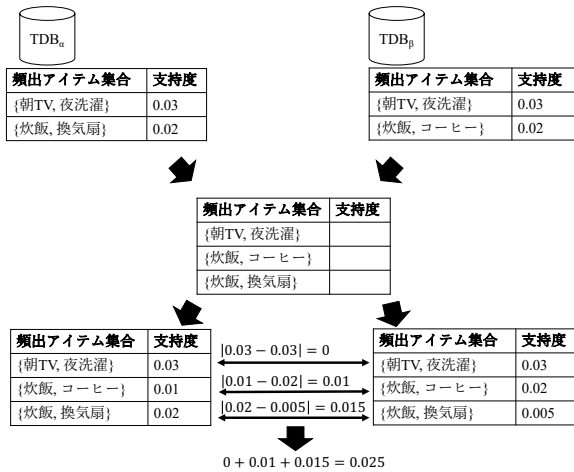 TDBα TDBβ
頻出アイテム集合 支持度
{朝TV, 夜洗濯} 0.03
{炊飯, 換気扇} 0.02
頻出アイテム集合 支持度
{朝TV, 夜洗濯} 0.03
{炊飯, コーヒー} 0.02
頻出アイテム集合 支持度
{朝TV, 夜洗濯}
{炊飯, コーヒー}
{炊飯, 換気扇}
頻出アイテム集合 支持度
{朝TV, 夜洗濯} 0.03
{炊飯, コーヒー} 0.01
{炊飯, 換気扇} 0.02
|0.03 − 0.03| = 0
|0.01 − 0.02| = 0.01
|0.02 − 0.005| = 0.015
頻出アイテム集合 支持度
{朝TV, 夜洗濯} 0.03
{炊飯, コーヒー} 0.02
{炊飯, 換気扇} 0.005
0 + 0.01 + 0.015 = 0.025